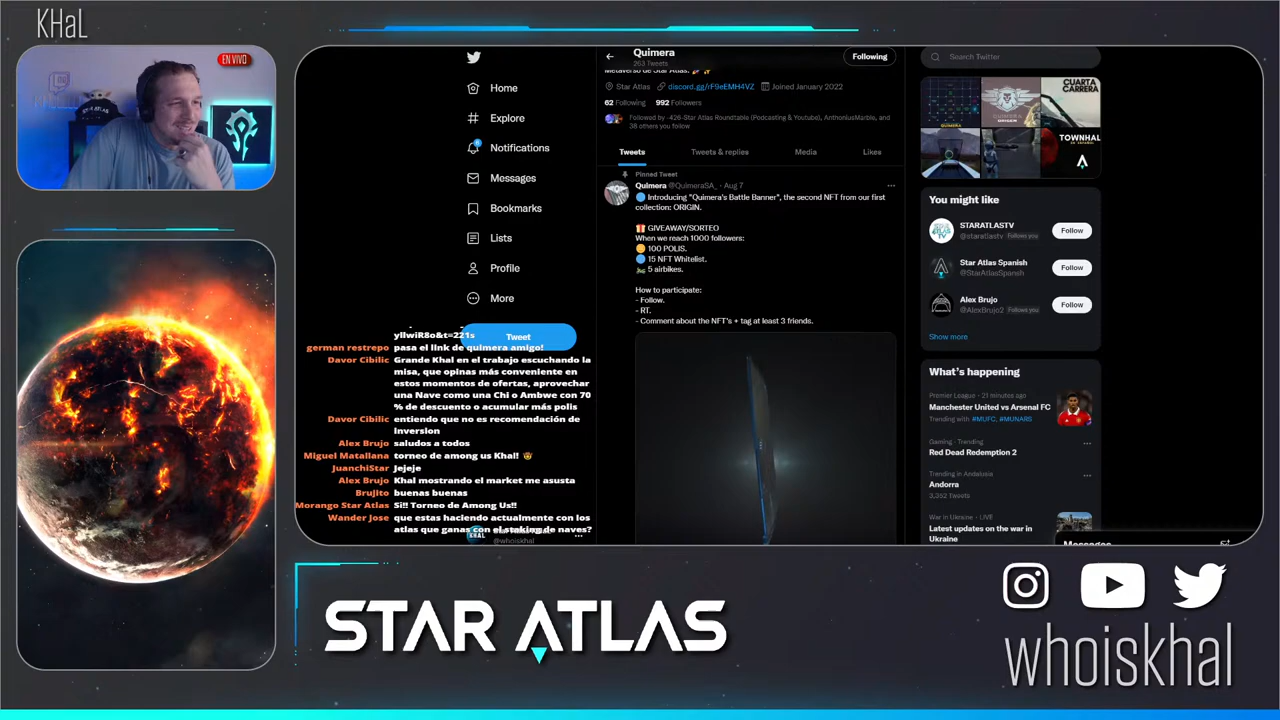 KHaL
EN VIVO
STAR ATLAS
Home
Explore
Notifications
Messages
Bookmarks
Lists
Profile
More
Tweet
yIIwiR8o&t=221s
german restrepo pasa el link de quimera amigo!
Davor Cibilic Grande Khal en el trabajo escuchando la
misa, que opinas más conveniente en
estos momentos de ofertas, aprovechar
una Nave como una Chi o Ambwe con 70
% de descuento o acumular más polis
Davor Cibilic entiendo que no es recomendación de
Inversion
Alex Brujo saludos a todos
Miguel Matallana torneo de among us Khal! 🤠
JuanchiStar Jejeje
Alex Brujo Khal mostrando el market me asusta
Brujito buenas buenas
Morango Star Atlas Si!! Torneo de Among Us!!
Wander Jose que estas haciendo actualmente con los
atlas que ganas con el staking de naves?
KHAL
@whoiskhal
Quimera
263 Tweets
Following
Metaverso de Star Atlas.
Star Atlas discord.gg/rF9eEMH4VZ Joined January 2022
62 Following 992 Followers
Followed by -426-Star Atlas Roundtable (Podcasting & Youtube), AnthoniusMarble, and
38 others you follow
Tweets
Tweets & replies
Media
Likes
Pinned Tweet
Quimera @QuimeraSA_ · Aug 7
🔵 Introducing "Quimera's Battle Banner", the second NFT from our first
collection: ORIGIN.
🎁 GIVEAWAY/SORTEO
When we reach 1000 followers:
🟠 100 POLIS.
🔵 15 NFT Whitelist.
🏍 5 airbikes.
How to participate:
- Follow.
- RT.
- Comment about the NFT's + tag at least 3 friends.
Search Twitter
QUIMERA
QUIMERA
ORIGEN
CUARTA
CARRERA
TOWNHALL
You might like
STARATLASTV
@staratlastv Follows you
Follow
Star Atlas Spanish
@StarAtlasSpansh
Follow
Alex Brujo
@AlexBrujo2 Follows you
Follow
Show more
What's happening
Premier League · 21 minutes ago
Manchester United vs Arsenal FC
Trending with #MUFC, #MUNARS
Gaming · Trending
Red Dead Redemption 2
Trending in Andalusia
Andorra
3,352 Tweets
War in Ukraine · LIVE
Latest updates on the war in
Ukraine
Messages
STAR ATLAS
whoiskhal